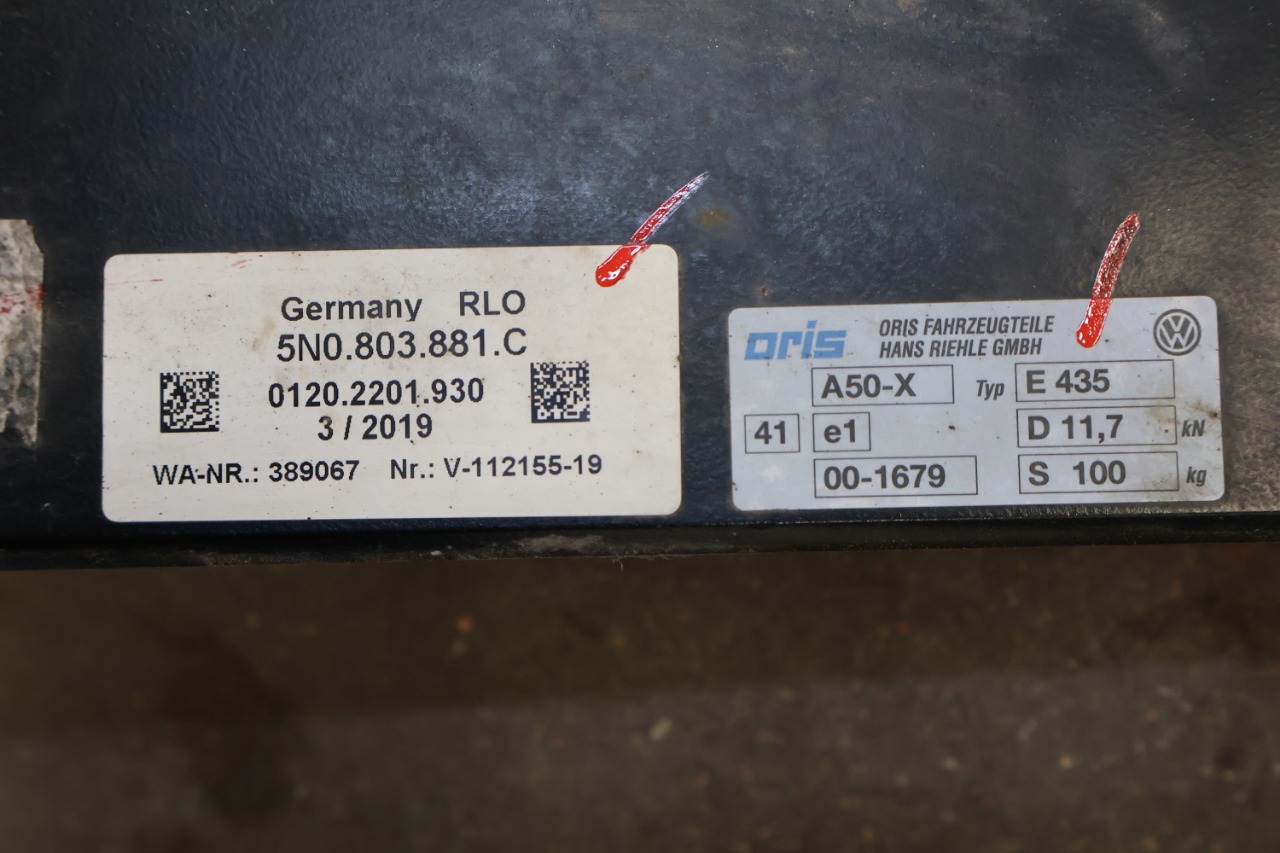 Germany RLO
5N0.803.881.C
0120.2201.930
3 / 2019
WA-NR.: 389067 Nr.: V-112155-19
oris ORIS FAHRZEUGTEILE
HANS RIEHLE GMBH
A50-X Typ E 435
41 e1 D 11,7 kN
00-1679 S 100 kg